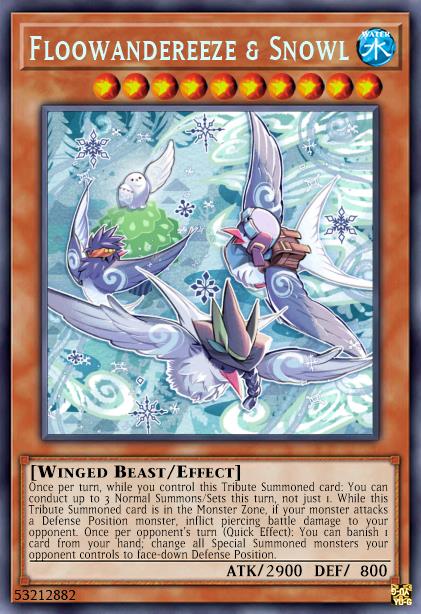 FLOOWANDEREEZE & SNOWL
WATER
水
[WINGED BEAST/EFFECT]
Once per turn, while you control this Tribute Summoned card: You can
conduct up to 3 Normal Summons/Sets this turn, not just 1. While this
Tribute Summoned card is in the Monster Zone, if your monster attacks
a Defense Position monster, inflict piercing battle damage to your
opponent. Once per opponent's turn (Quick Effect): You can banish 1
card from your hand; change all Special Summoned monsters your
opponent controls to face-down Defense Position.
ATK/2900 DEF/ 800
53212882